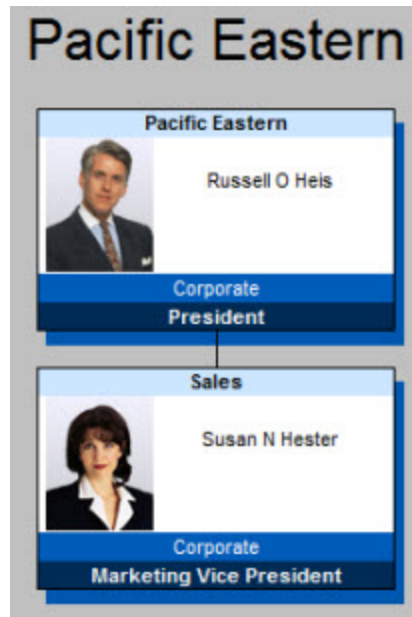 Pacific Eastern
Pacific Eastern
Russell O Heis
Corporate
President
Sales
Susan N Hester
Corporate
Marketing Vice President